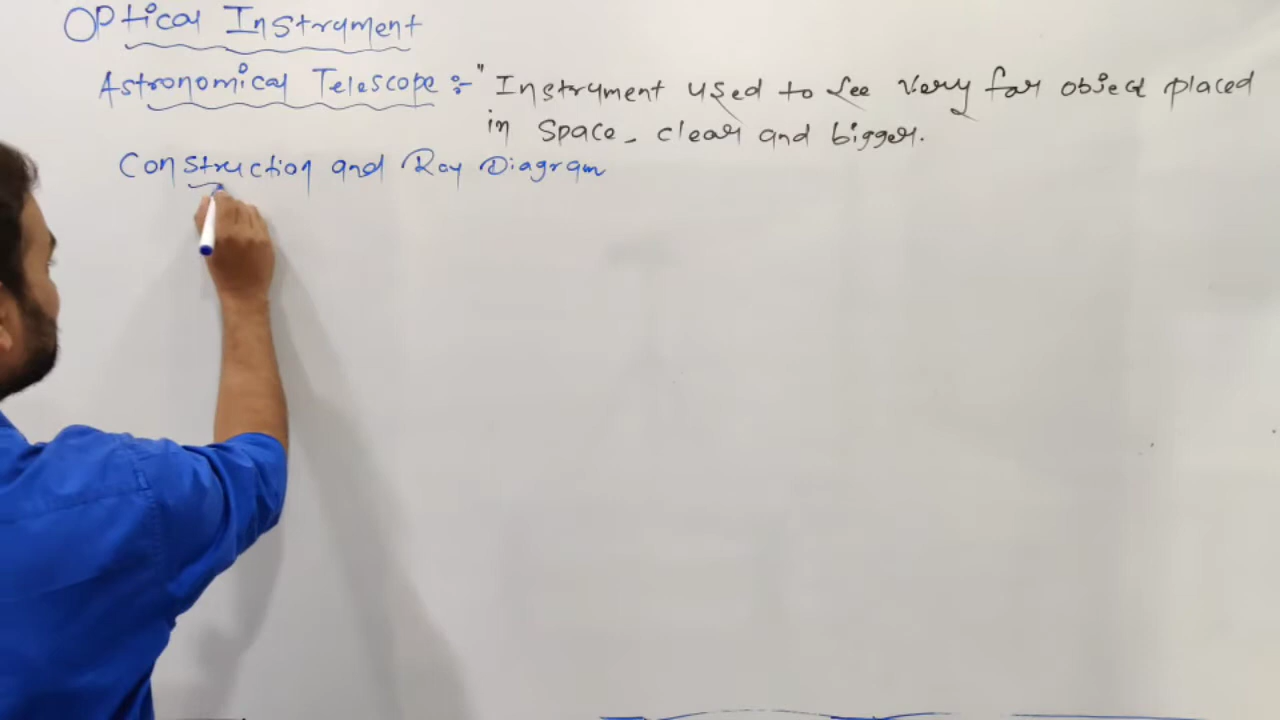 Optical Instrument
Astronomical Telescope :- " Instrument used to see very far object placed
in space - clear and bigger.
Construction and Ray Diagram